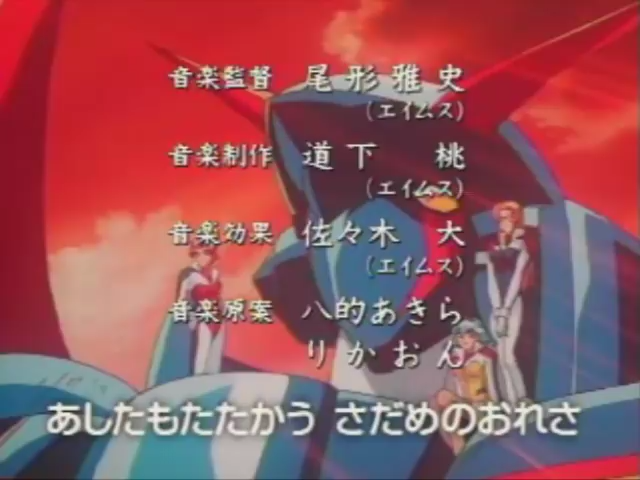 音楽監督 尾形雅史
(エイムス)
音楽制作 道下 桃
(エイムス)
音楽効果 佐々木 大
(エイムス)
音楽原案 八的あきら
りかおん
あしたもたたかう さだめのおれさ